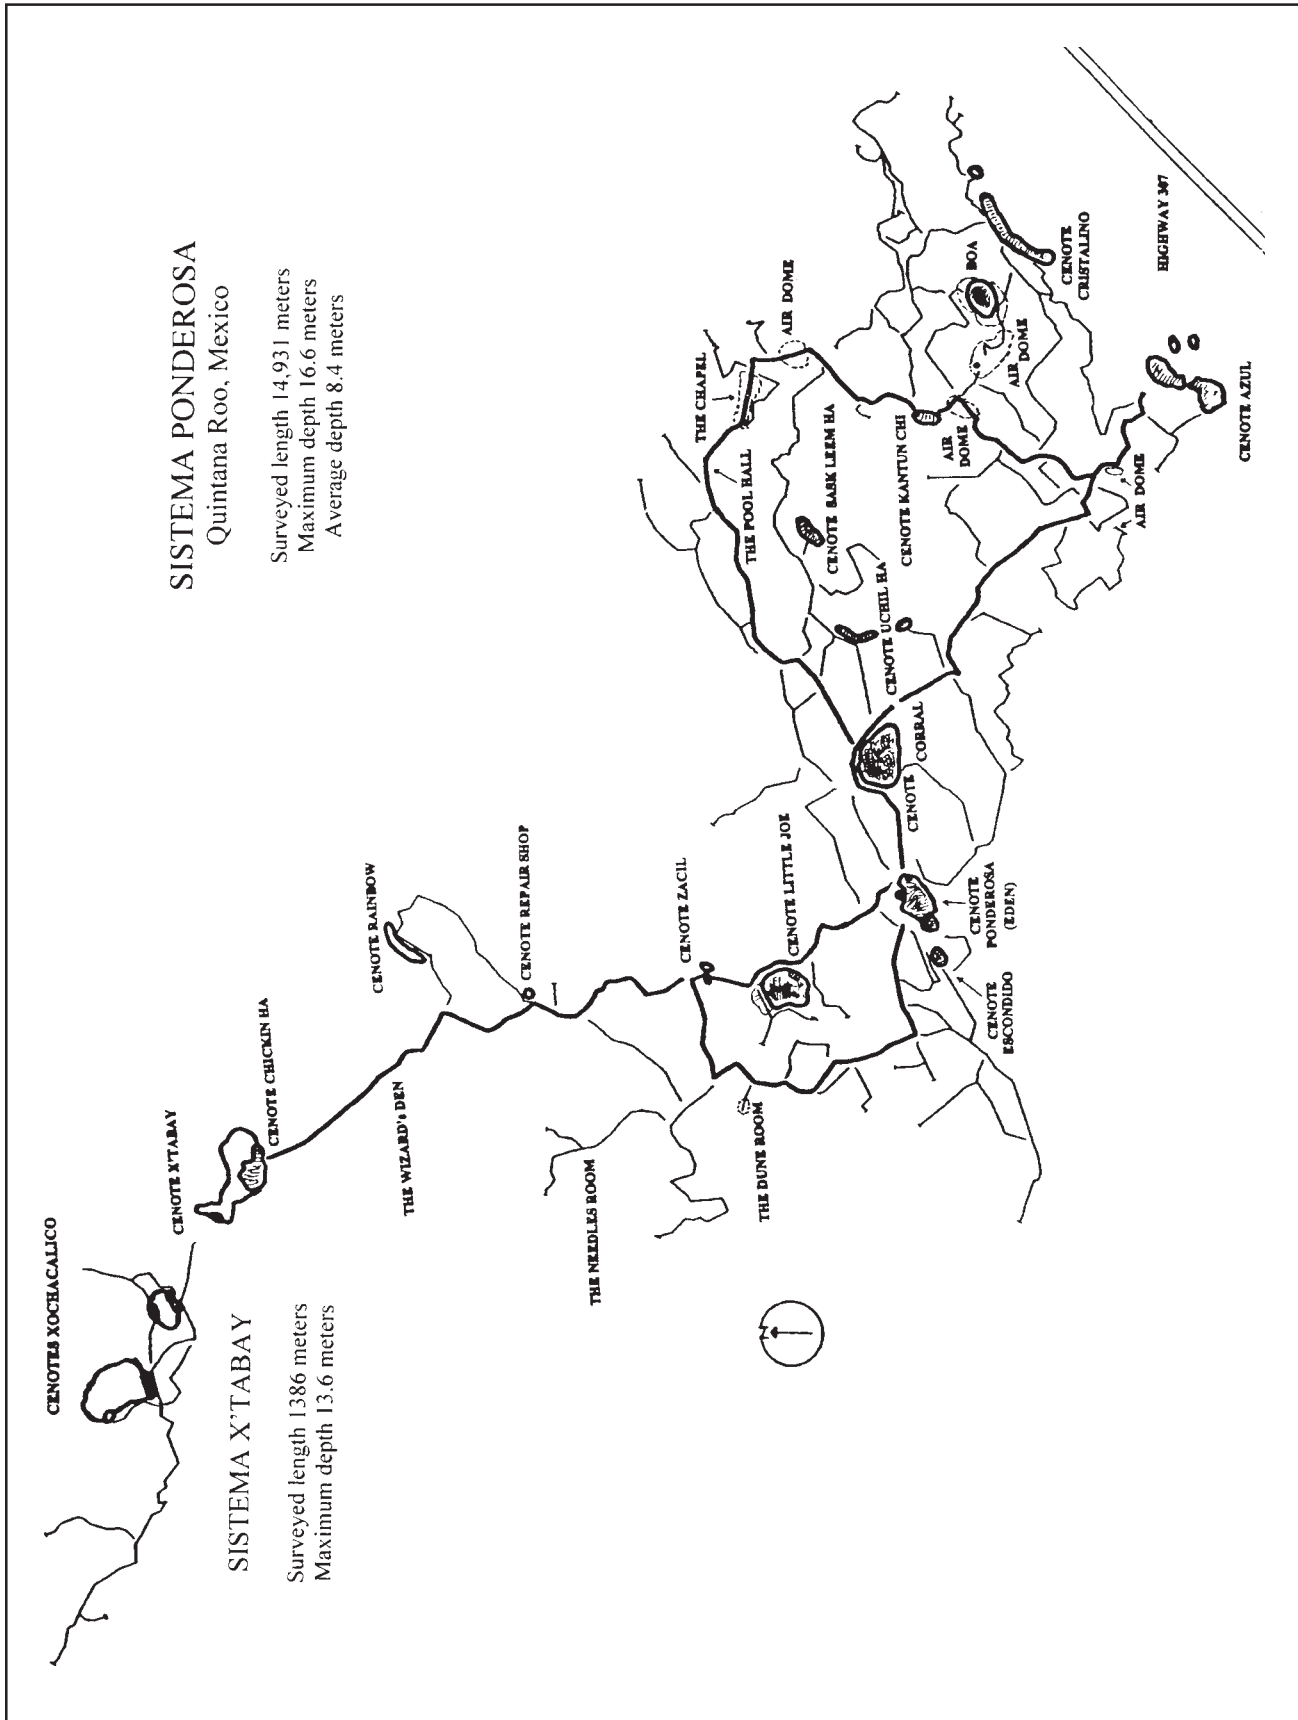 SISTEMA PONDEROSA
Quintana Roo, Mexico
Surveyed length 14,931 meters
Maximum depth 16.6 meters
Average depth 8.4 meters
SISTEMA X'TABAY
Surveyed length 1386 meters
Maximum depth 13.6 meters
CENOTES XOCHACALICO
CENOTE X'TABAY
CENOTE CHICKIN HA
THE WIZARD's DEN
CENOTE RAINBOW
CENOTE REPAIR SHOP
THE NEEDLES ROOM
CENOTE ZACIL
THE DUNE ROOM
CENOTE LITTLE JOE
CENOTE
ESCONDIDO
CENOTE
PONDEROSA
(EDEN)
CENOTE
CORRAL
CENOTE UCHIL HA
CENOTE SASK LEEM HA
CENOTE KANTUN CHI
THE POOL HALL
THE CHAPEL
AIR DOME
AIR
DOME
AIR
DOME
BOA
CENOTE
CRISTALINO
AIR DOME
CENOTE AZUL
HIGHWAY 307
N